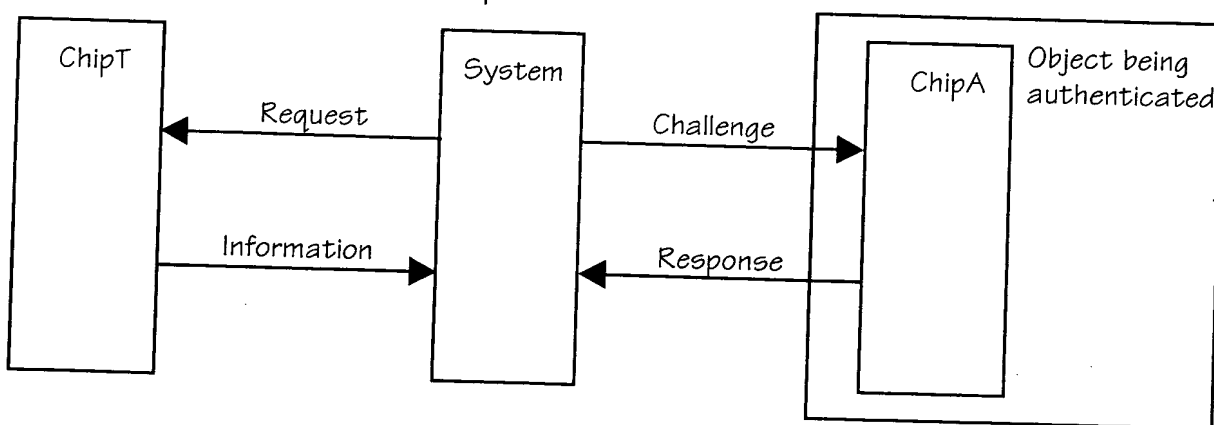 ChipT
System
ChipA
Object being
authenticated
Request
Challenge
Information
Response